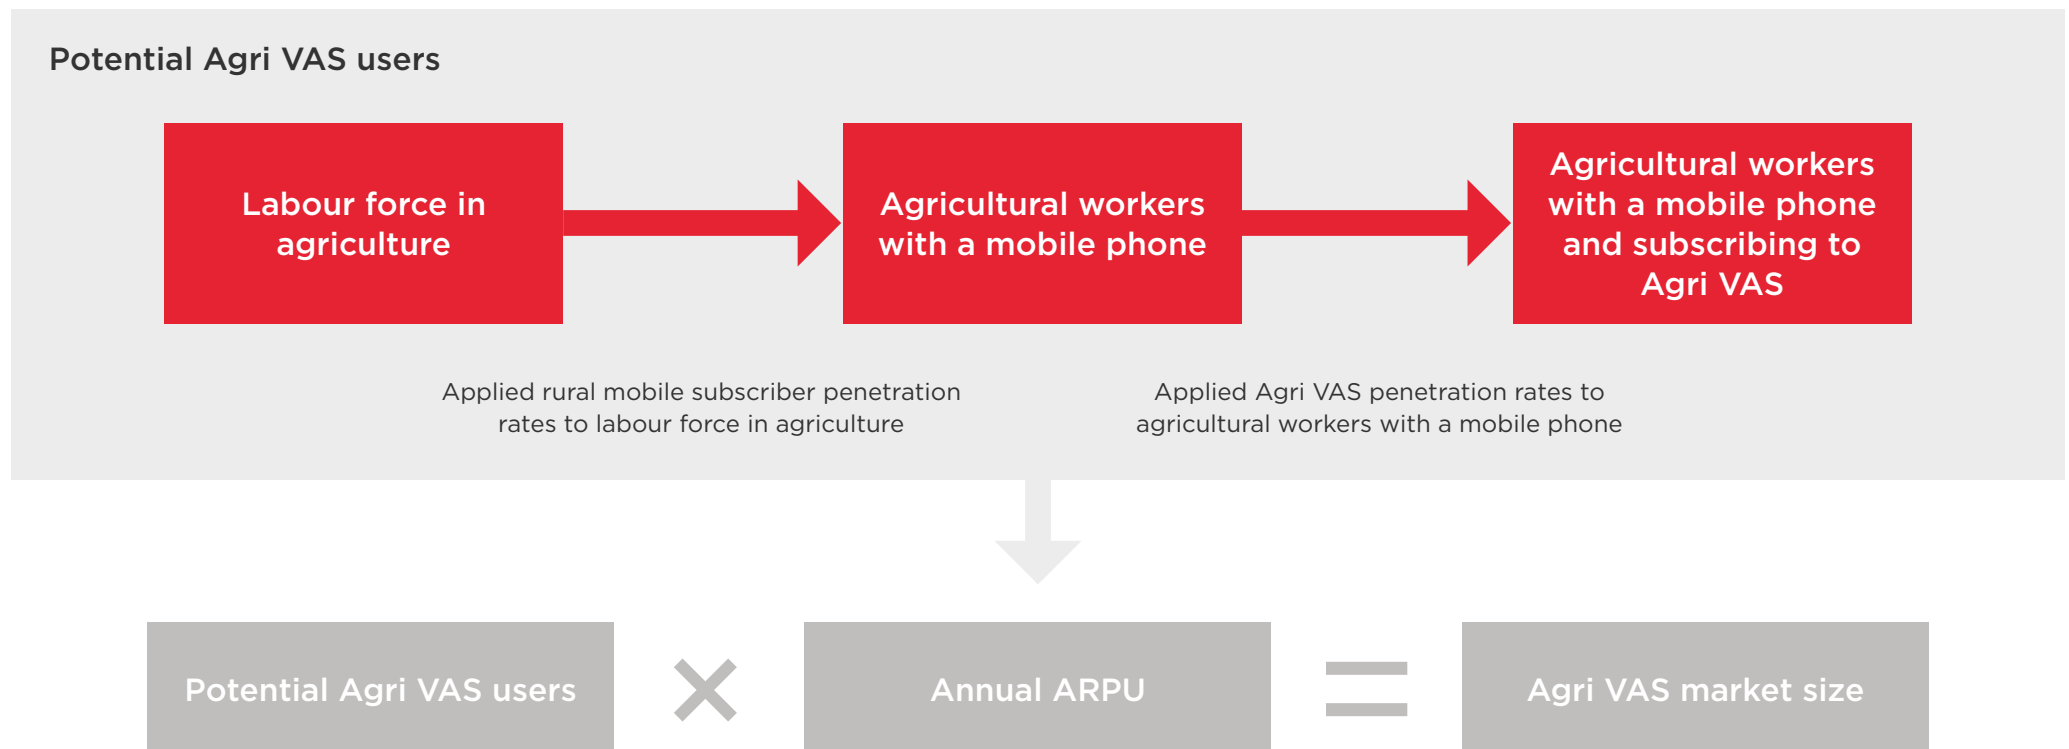 Potential Agri VAS users
Labour force in
agriculture
Agricultural workers
with a mobile phone
Agricultural workers
with a mobile phone
and subscribing to
Agri VAS
Applied rural mobile subscriber penetration
rates to labour force in agriculture
Applied Agri VAS penetration rates to
agricultural workers with a mobile phone
Potential Agri VAS users
×
Annual ARPU
=
Agri VAS market size